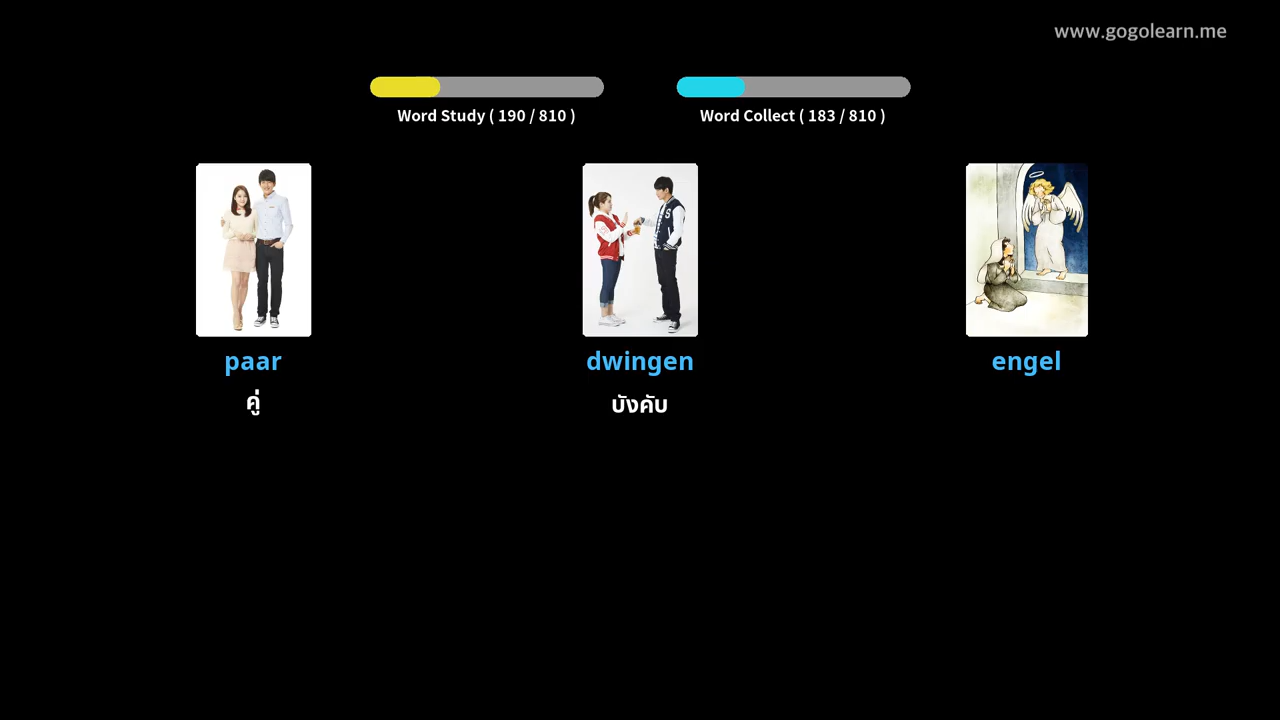 www.gogolearn.me
Word Study ( 190 / 810 )
Word Collect ( 183 / 810 )
paar
dwingen
engel
คู่
บังคับ